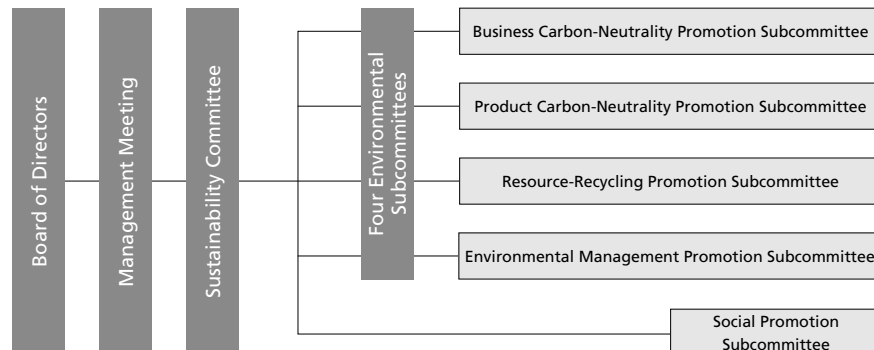 Board of Directors
Management Meeting
Sustainability Committee
Four Environmental
Subcommittees
Business Carbon-Neutrality Promotion Subcommittee
Product Carbon-Neutrality Promotion Subcommittee
Resource-Recycling Promotion Subcommittee
Environmental Management Promotion Subcommittee
Social Promotion
Subcommittee